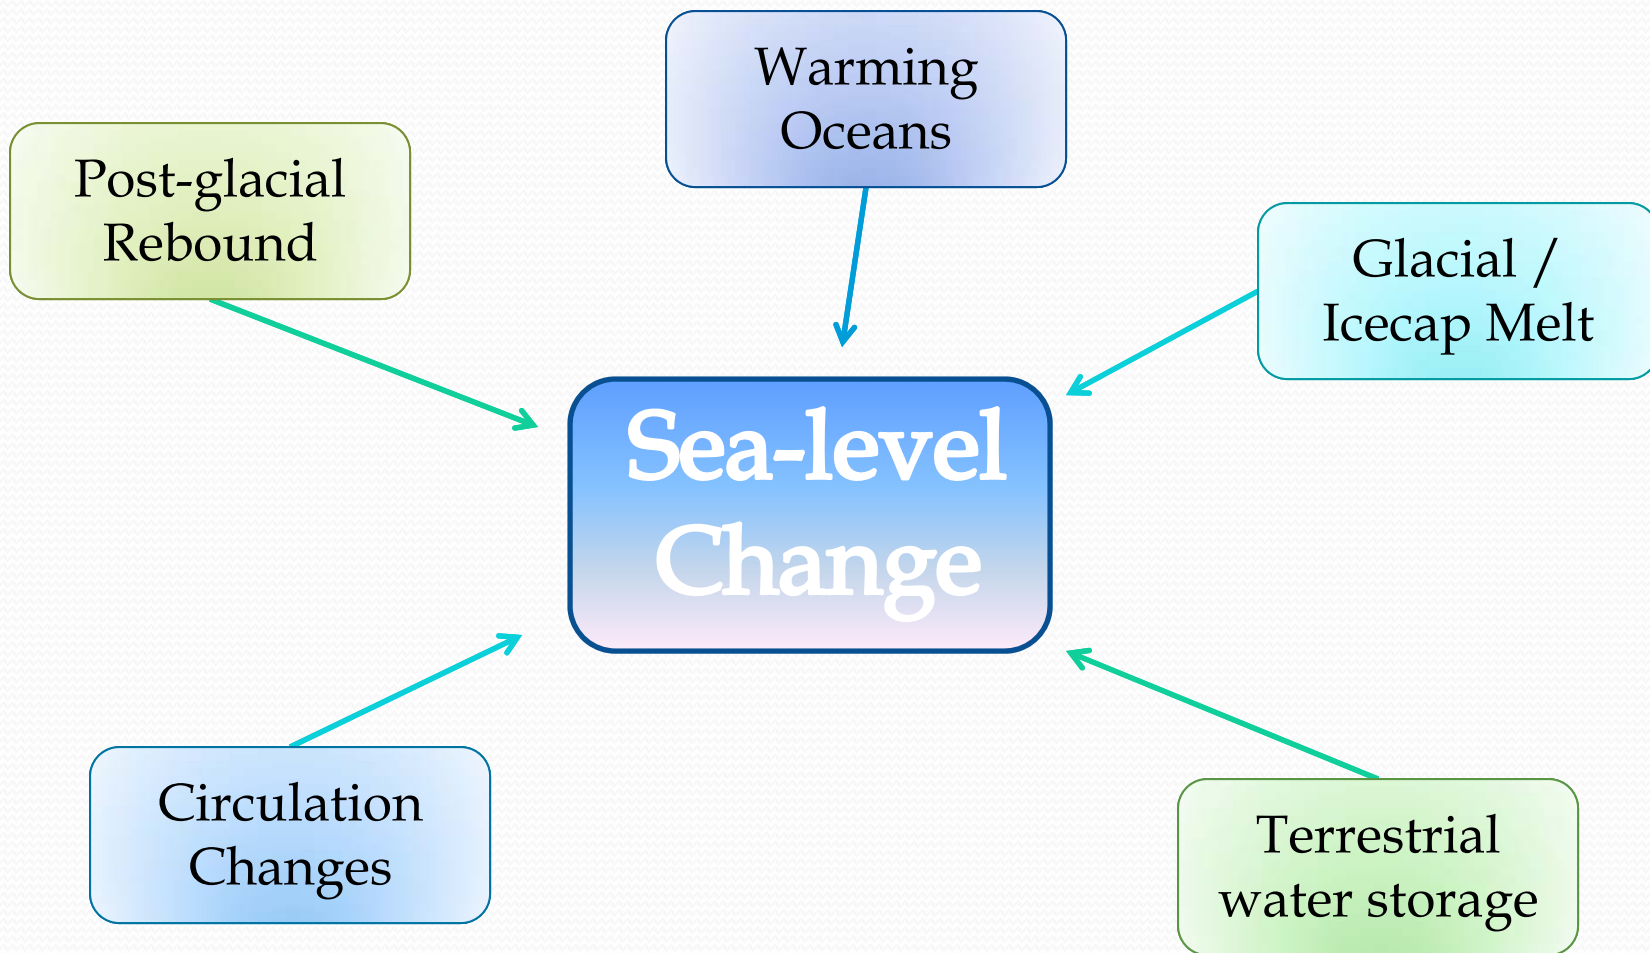 Warming
Oceans
Post-glacial
Rebound
Glacial /
Icecap Melt
Sea-level
Change
Circulation
Changes
Terrestrial
water storage